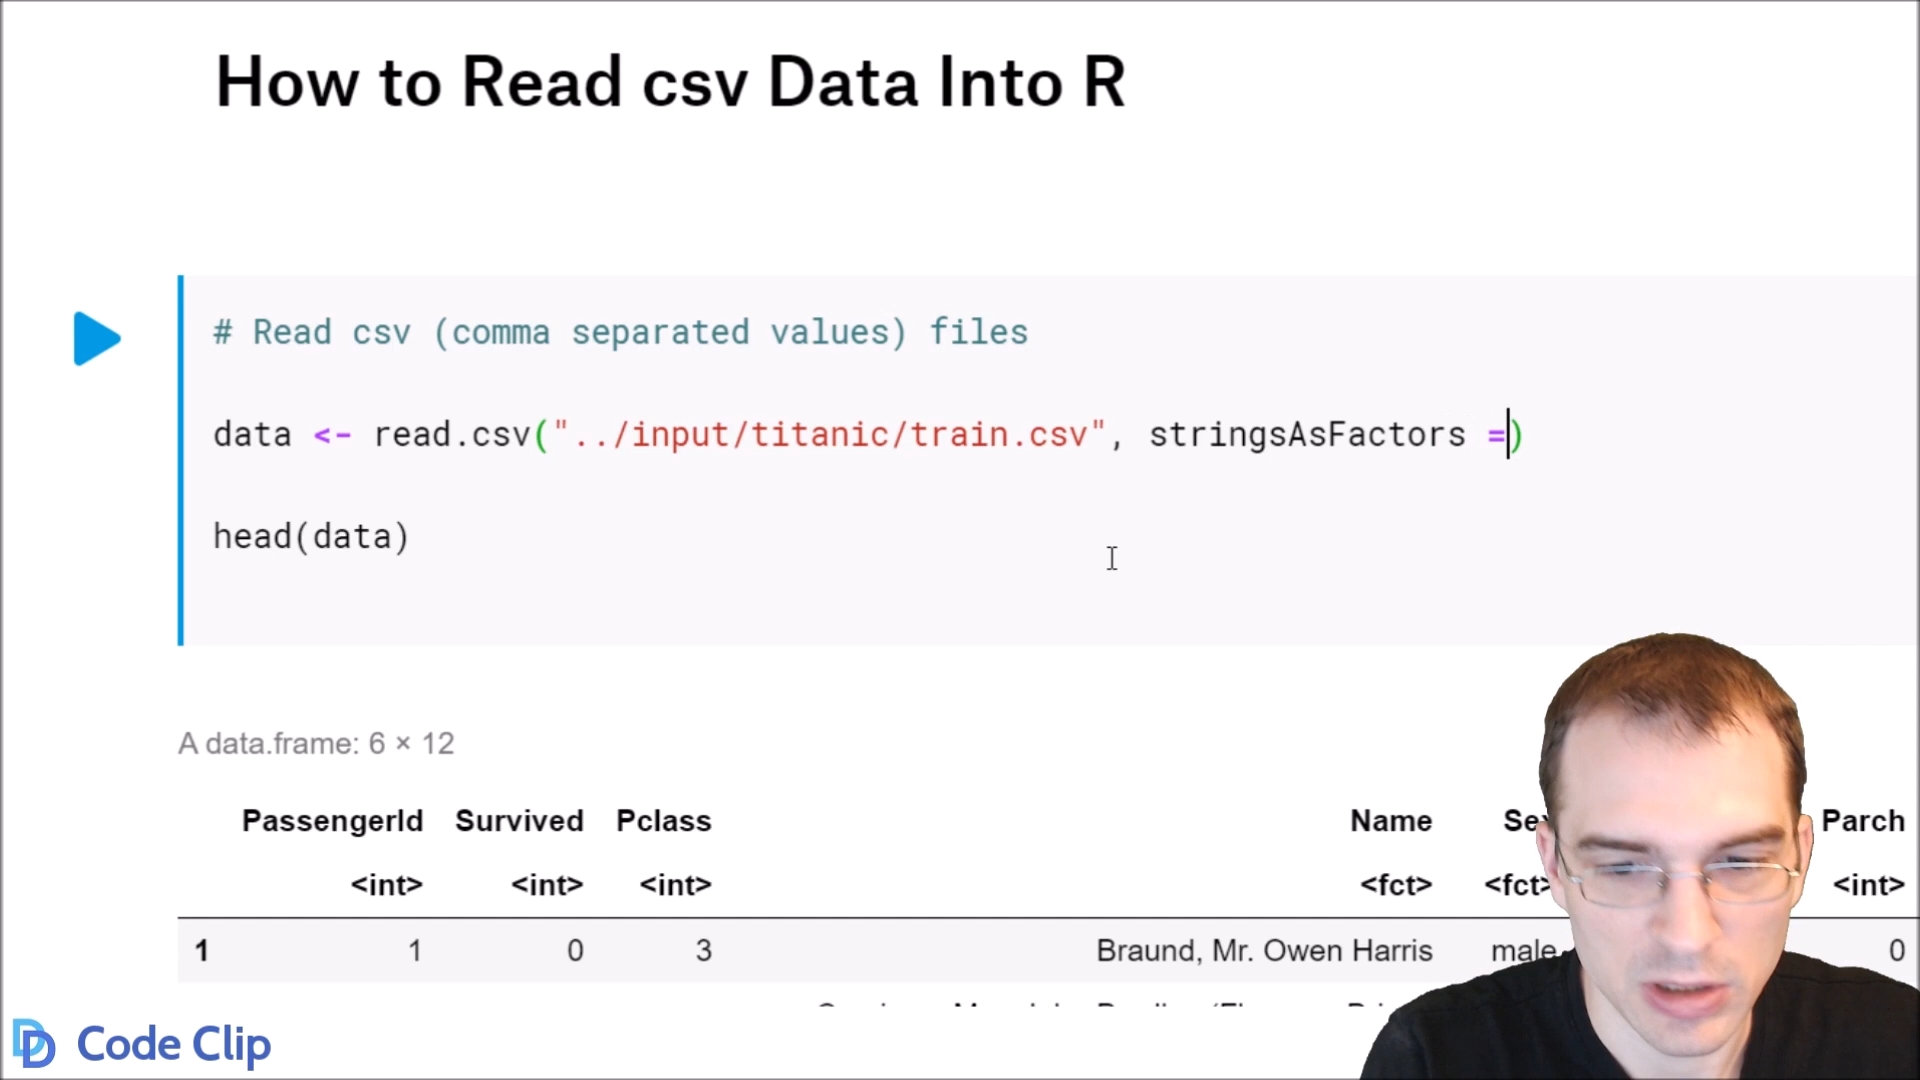 How to Read csv Data Into R
# Read csv (comma separated values) files
data <- read.csv("../input/titanic/train.csv", stringsAsFactors =)
head(data)
A data.frame: 6 × 12
PassengerId Survived Pclass Name Parch
<int> <int> <int> <fct> <fct> <int>
1 1 0 3 Braund, Mr. Owen Harris male 0
Code Clip